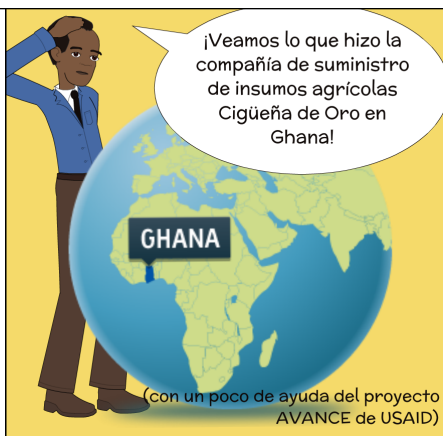 ¡Veamos lo que hizo la
compañía de suministro
de insumos agrícolas
Cigüeña de Oro en
Ghana!
GHANA
(con un poco de ayuda del proyecto
AVANCE de USAID)